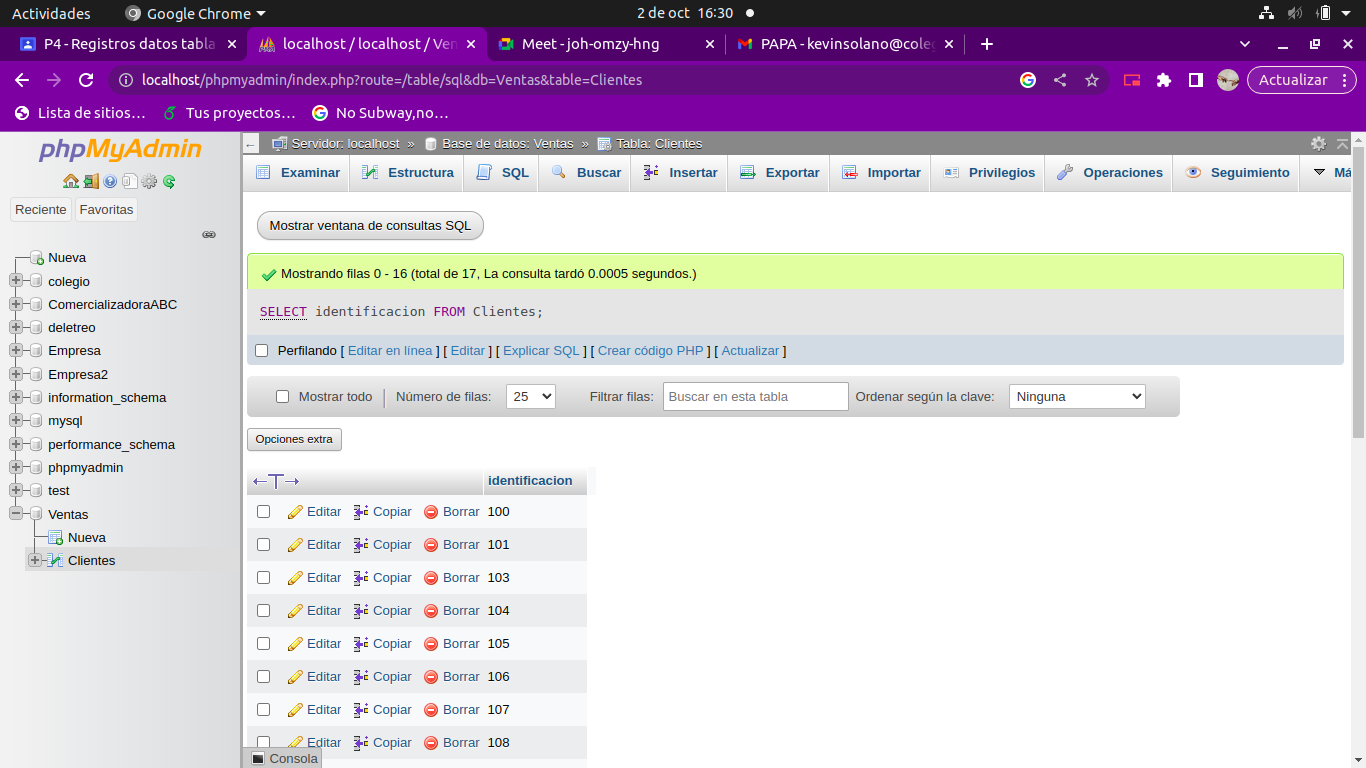 Actividades Google Chrome 2 de oct 16:30
P4 - Registros datos tabla localhost / localhost / Ven Meet - joh-omzy-hng PAPA - kevinsolano@coleg
localhost/phpmyadmin/index.php?route=/table/sql&db=Ventas&table=Clientes Actualizar
Lista de sitios… Tus proyectos… No Subway,no…
phpMyAdmin
Reciente Favoritas
Nueva
colegio
ComercializadoraABC
deletreo
Empresa
Empresa2
information_schema
mysql
performance_schema
phpmyadmin
test
Ventas
Nueva
Clientes
Servidor: localhost » Base de datos: Ventas » Tabla: Clientes
Examinar Estructura SQL Buscar Insertar Exportar Importar Privilegios Operaciones Seguimiento Má
Mostrar ventana de consultas SQL
Mostrando filas 0 - 16 (total de 17, La consulta tardó 0.0005 segundos.)
SELECT identificacion FROM Clientes;
Perfilando [ Editar en línea ] [ Editar ] [ Explicar SQL ] [ Crear código PHP ] [ Actualizar ]
Mostrar todo Número de filas: 25 Filtrar filas: Buscar en esta tabla Ordenar según la clave: Ninguna
Opciones extra
←T→ identificacion
Editar Copiar Borrar 100
Editar Copiar Borrar 101
Editar Copiar Borrar 103
Editar Copiar Borrar 104
Editar Copiar Borrar 105
Editar Copiar Borrar 106
Editar Copiar Borrar 107
Editar Copiar Borrar 108
Consola